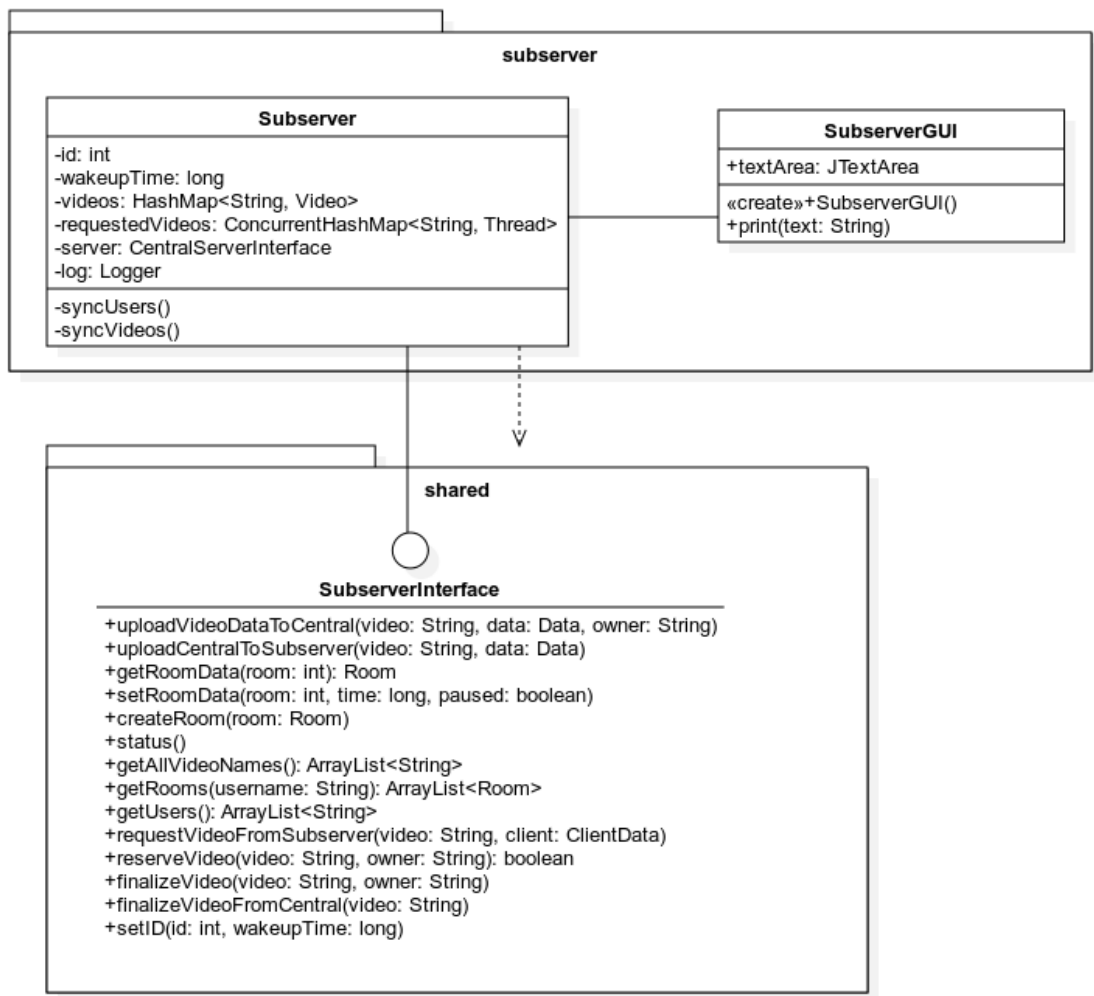 subserver
Subserver
-id: int
-wakeupTime: long
-videos: HashMap<String, Video>
-requestedVideos: ConcurrentHashMap<String, Thread>
-server: CentralServerInterface
-log: Logger
-syncUsers()
-syncVideos()
SubserverGUI
+textArea: JTextArea
«create»+SubserverGUI()
+print(text: String)
shared
SubserverInterface
+uploadVideoDataToCentral(video: String, data: Data, owner: String)
+uploadCentralToSubserver(video: String, data: Data)
+getRoomData(room: int): Room
+setRoomData(room: int, time: long, paused: boolean)
+createRoom(room: Room)
+status()
+getAllVideoNames(): ArrayList<String>
+getRooms(username: String): ArrayList<Room>
+getUsers(): ArrayList<String>
+requestVideoFromSubserver(video: String, client: ClientData)
+reserveVideo(video: String, owner: String): boolean
+finalizeVideo(video: String, owner: String)
+finalizeVideoFromCentral(video: String)
+setID(id: int, wakeupTime: long)